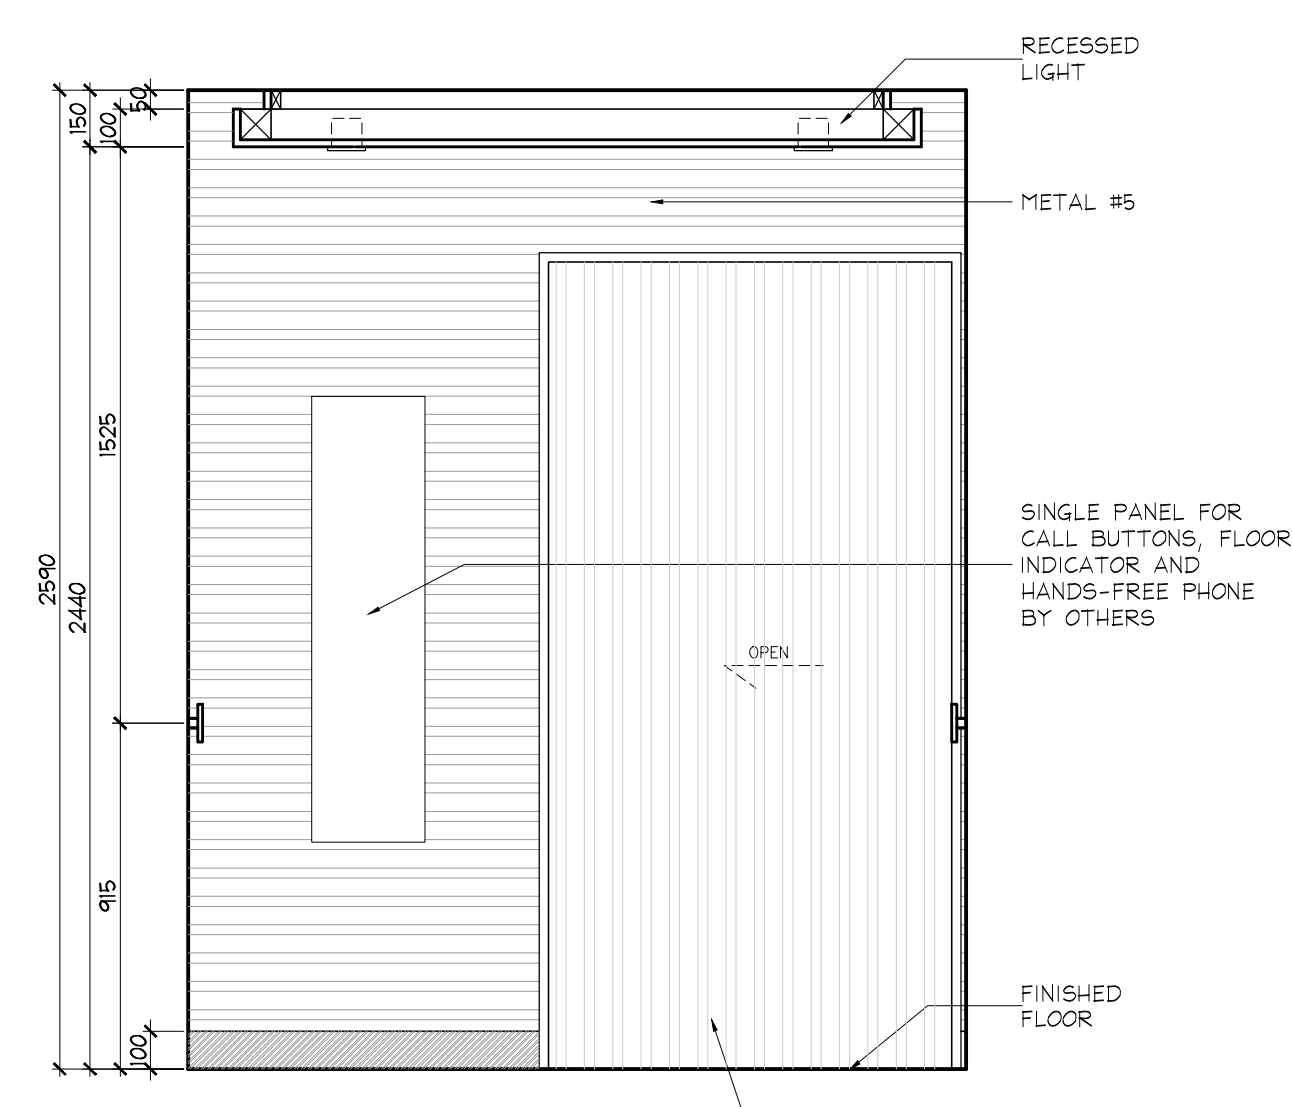 RECESSED
LIGHT
50
150
100
METAL #5
1525
SINGLE PANEL FOR
CALL BUTTONS, FLOOR
INDICATOR AND
HANDS-FREE PHONE
BY OTHERS
2590
2440
OPEN
915
FINISHED
FLOOR
100